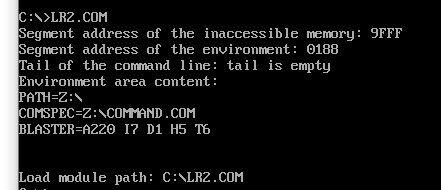 C:\>LR2.COM
Segment address of the inaccessible memory: 9FFF
Segment address of the environment: 0188
Tail of the command line: tail is empty
Environment area content:
PATH=Z:\
COMSPEC=Z:\COMMAND.COM
BLASTER=A220 I7 D1 H5 T6
Load module path: C:\LR2.COM